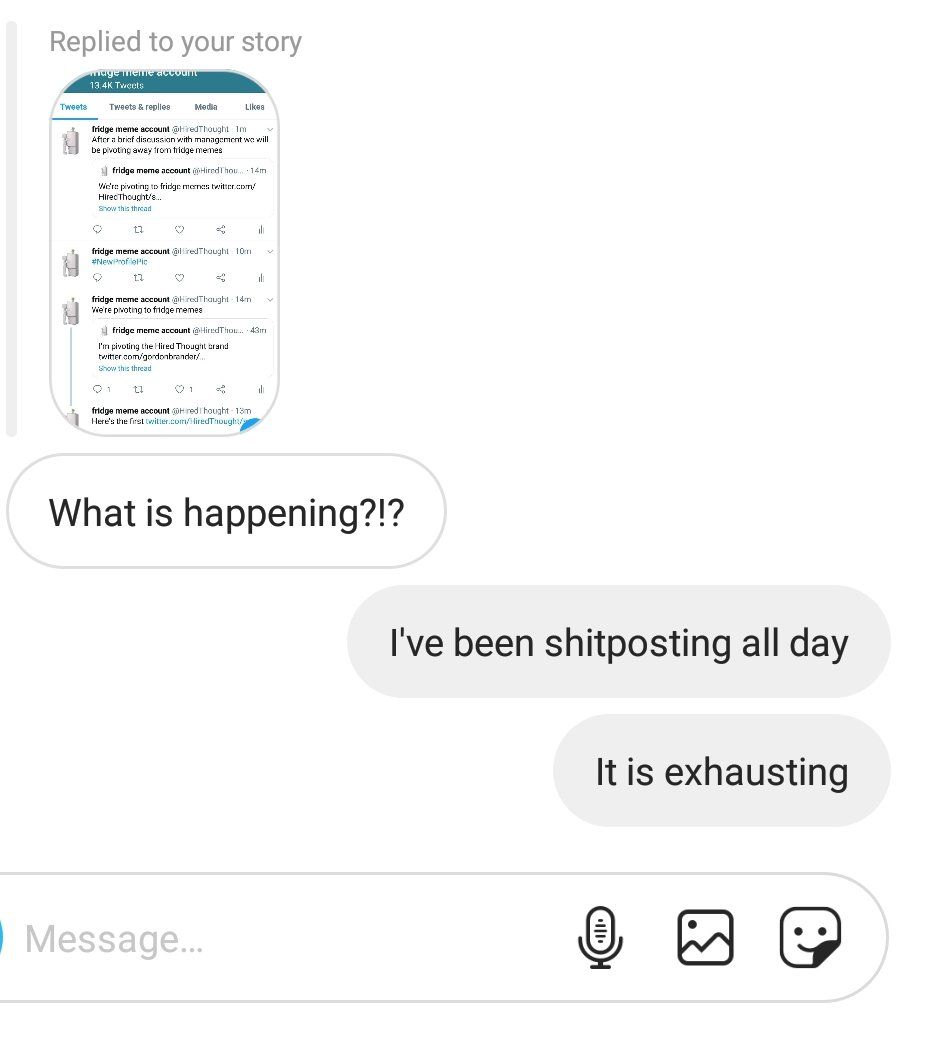 Replied to your story
fridge meme account
13.4K Tweets
Tweets Tweets & replies Media Likes
fridge meme account @HiredThought · 1m
After a brief discussion with management we will
be pivoting away from fridge memes
fridge meme account @HiredThou... · 14m
We're pivoting to fridge memes twitter.com/
HiredThought/s...
Show this thread
fridge meme account @HiredThought · 10m
#NewProfilePic
fridge meme account @HiredThought · 14m
We're pivoting to fridge memes
fridge meme account @HiredThou... · 43m
I'm pivoting the Hired Thought brand
twitter.com/gordonbrander/...
Show this thread
1 1
fridge meme account @HiredThought · 13m
Here's the first twitter.com/HiredThought/s
What is happening?!?
I've been shitposting all day
It is exhausting
Message...